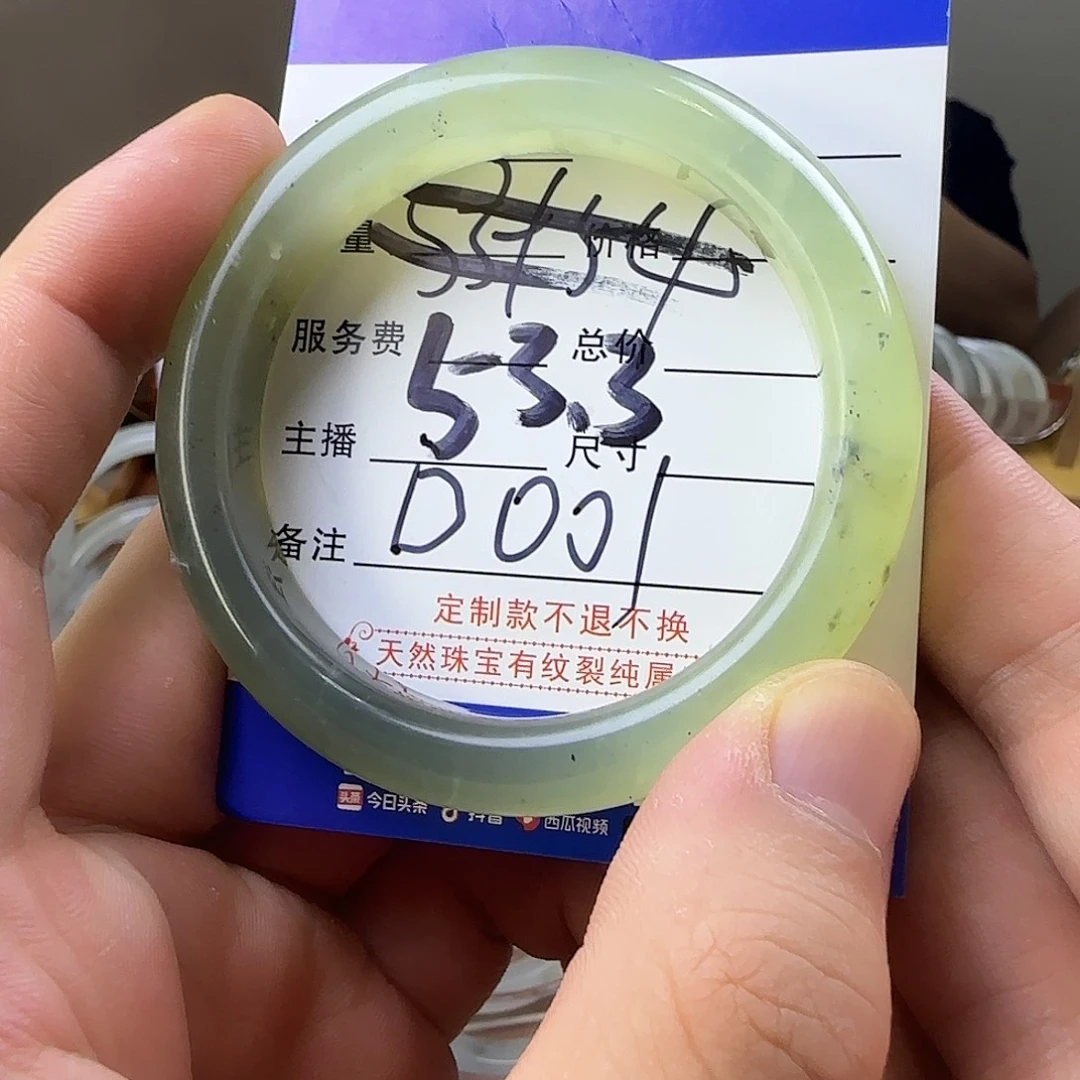 量 价格
服务费 总价
53.3
主播 尺寸
D001
备注
定制款不退不换
天然珠宝有纹裂纯属
头条 今日头条 抖音 西瓜视频